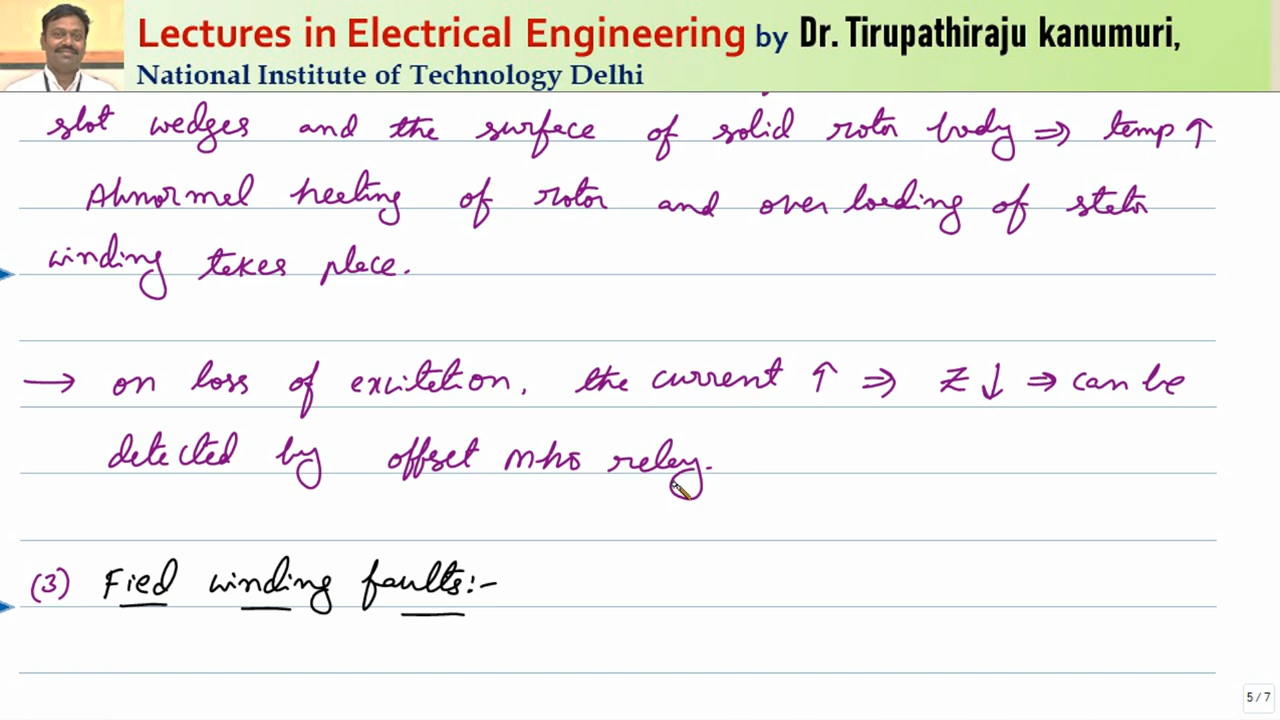 Lectures in Electrical Engineering by Dr. Tirupathiraju kanumuri,
National Institute of Technology Delhi
slot wedges and the surface of solid rotor body ⇒ temp ↑
Abnormal heating of rotor and over loading of stator
winding takes place.
→ on loss of excitation, the current ↑ ⇒ Z ↓ ⇒ can be
detected by offset mho relay.
(3) Fied winding faults:-
5 / 7